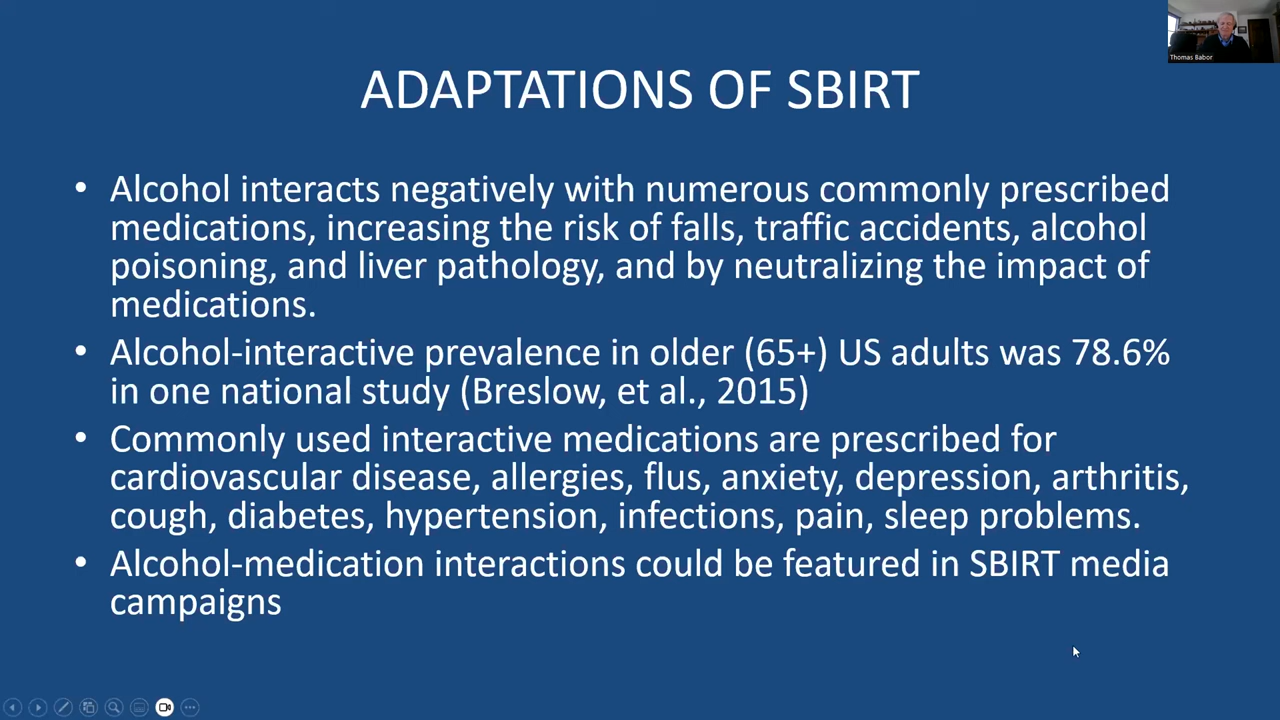 Thomas Babor
ADAPTATIONS OF SBIRT
• Alcohol interacts negatively with numerous commonly prescribed
medications, increasing the risk of falls, traffic accidents, alcohol
poisoning, and liver pathology, and by neutralizing the impact of
medications.
• Alcohol-interactive prevalence in older (65+) US adults was 78.6%
in one national study (Breslow, et al., 2015)
• Commonly used interactive medications are prescribed for
cardiovascular disease, allergies, flus, anxiety, depression, arthritis,
cough, diabetes, hypertension, infections, pain, sleep problems.
• Alcohol-medication interactions could be featured in SBIRT media
campaigns